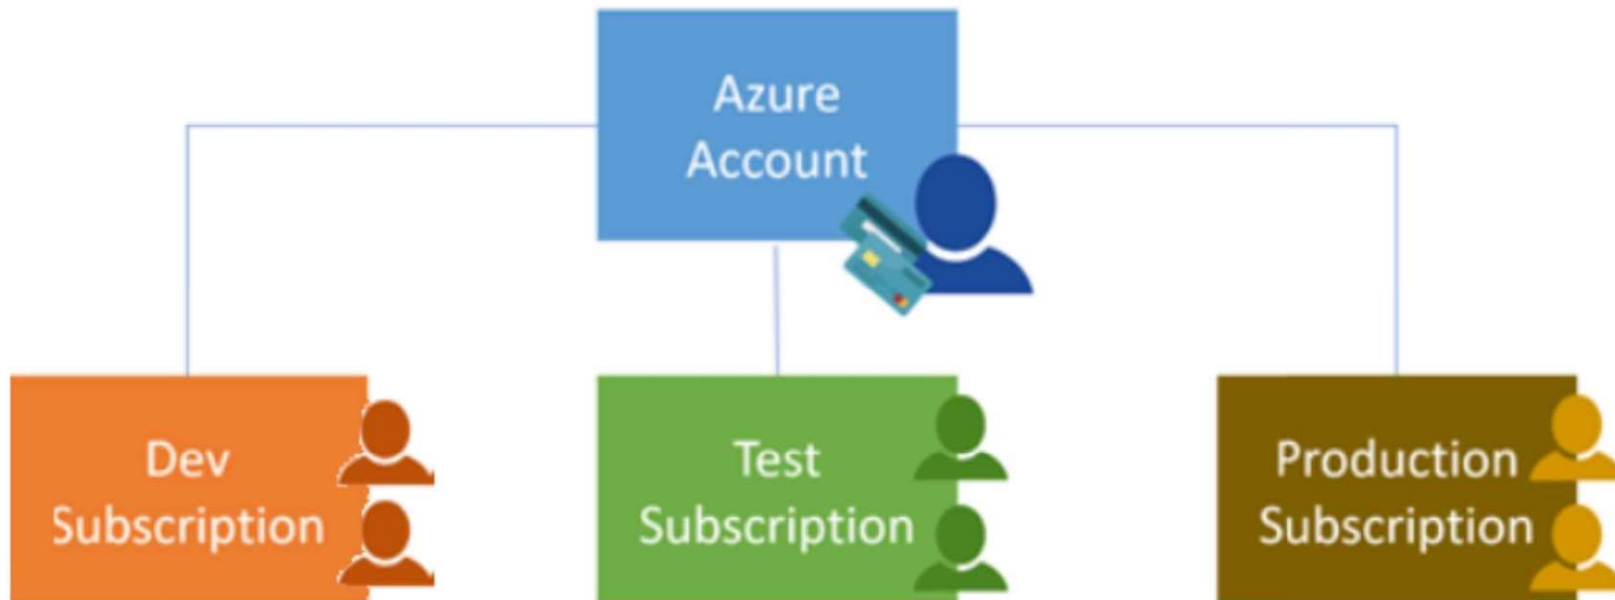 Azure
Account
Dev
Subscription
Test
Subscription
Production
Subscription